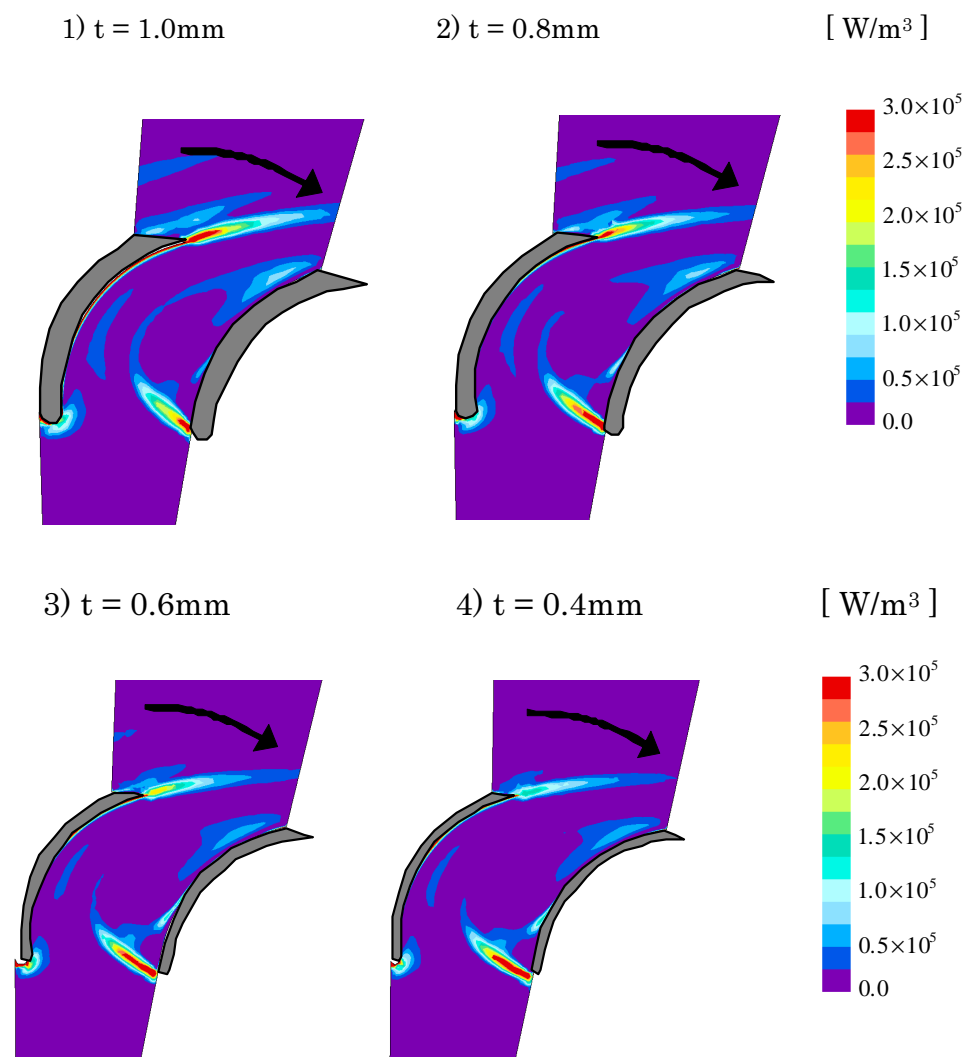 1) t = 1.0mm
2) t = 0.8mm
[ W/m³ ]
3.0×10⁵
2.5×10⁵
2.0×10⁵
1.5×10⁵
1.0×10⁵
0.5×10⁵
0.0
3) t = 0.6mm
4) t = 0.4mm
[ W/m³ ]
3.0×10⁵
2.5×10⁵
2.0×10⁵
1.5×10⁵
1.0×10⁵
0.5×10⁵
0.0